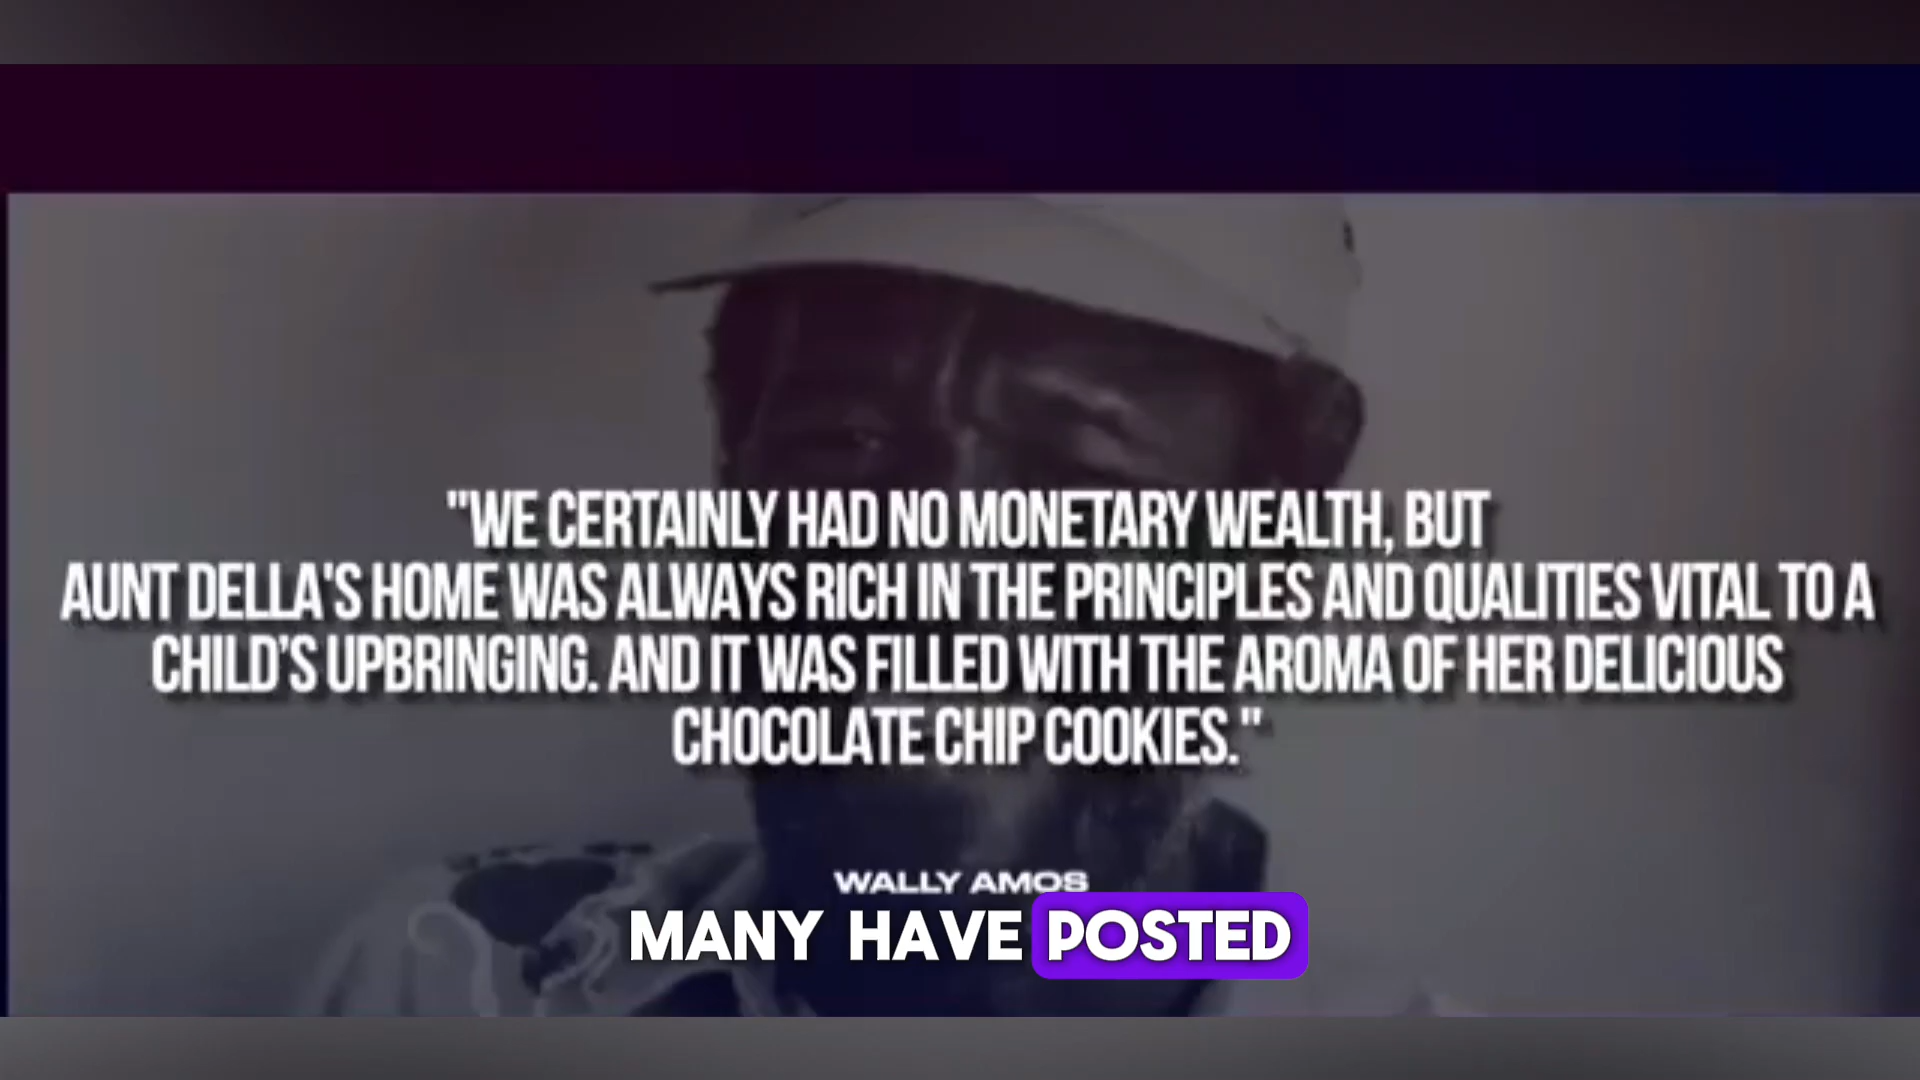 "WE CERTAINLY HAD NO MONETARY WEALTH, BUT
AUNT DELLA'S HOME WAS ALWAYS RICH IN THE PRINCIPLES AND QUALITIES VITAL TO A
CHILD’S UPBRINGING. AND IT WAS FILLED WITH THE AROMA OF HER DELICIOUS
CHOCOLATE CHIP COOKIES."
WALLY AMOS
MANY HAVE POSTED